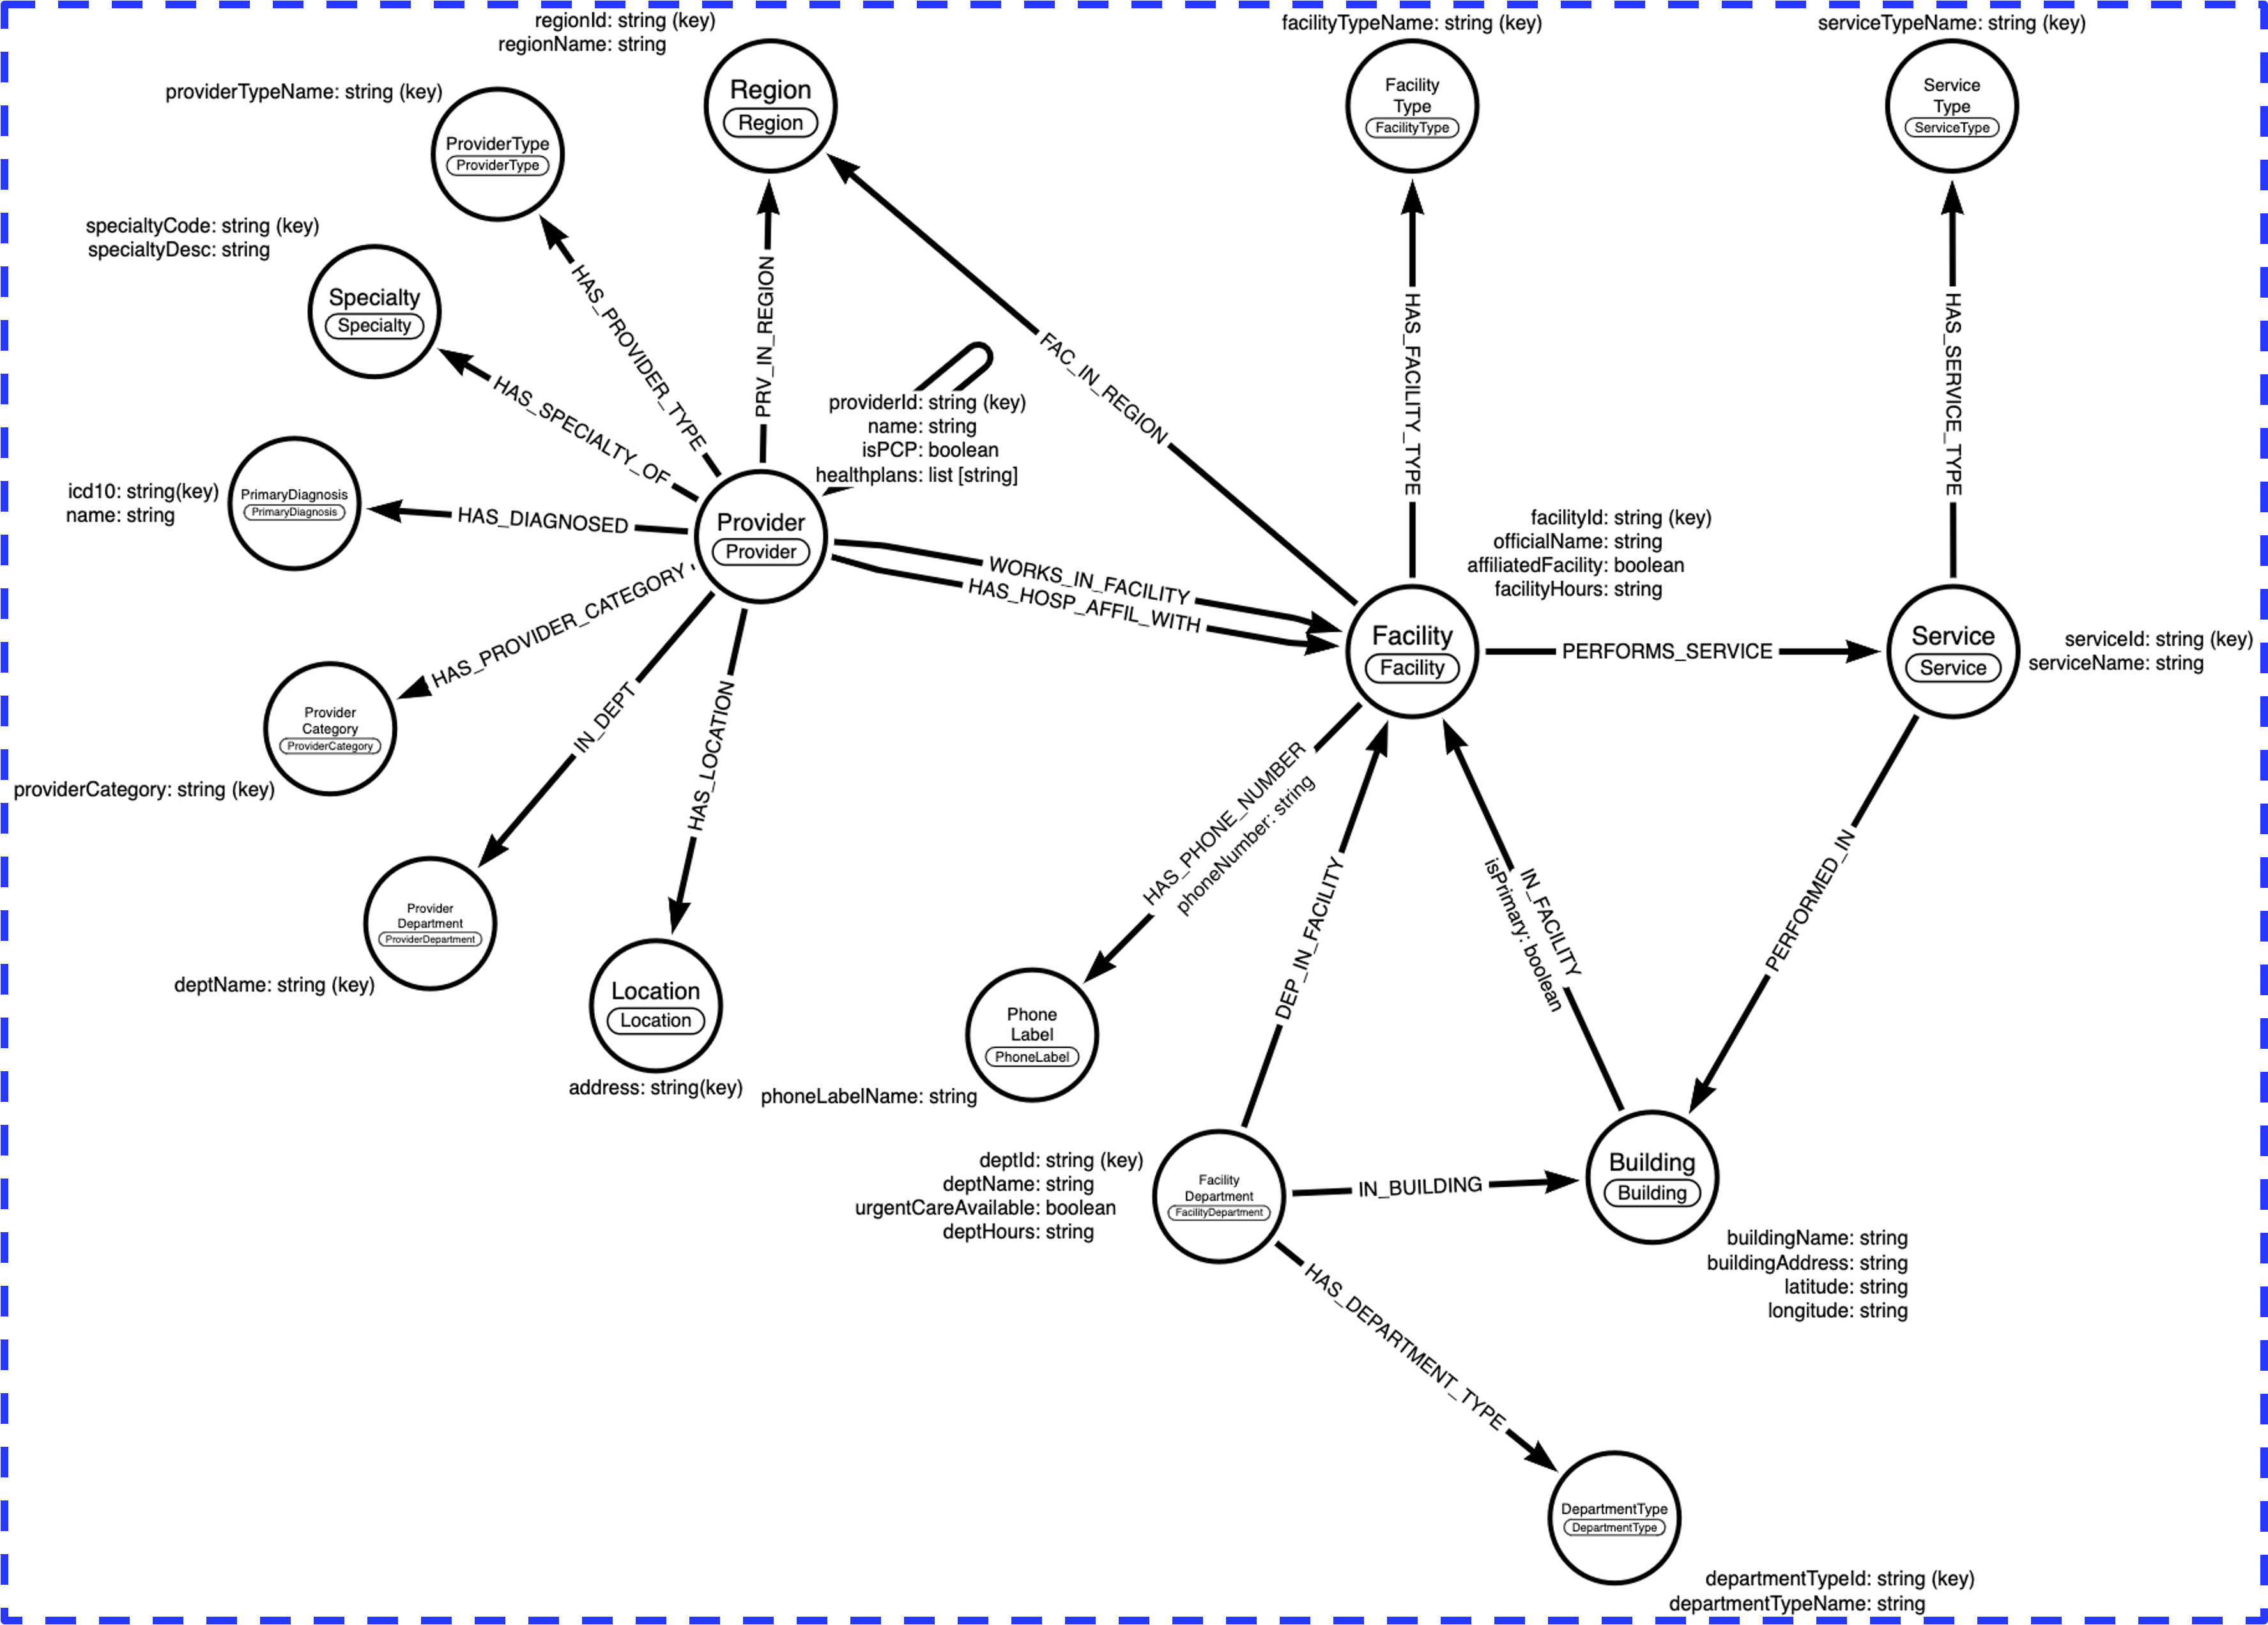 regionId: string (key)
regionName: string
Region
Region
facilityTypeName: string (key)
Facility
Type
FacilityType
serviceTypeName: string (key)
Service
Type
ServiceType
providerTypeName: string (key)
ProviderType
ProviderType
specialtyCode: string (key)
specialtyDesc: string
Specialty
Specialty
HAS_PROVIDER_TYPE
PRV_IN_REGION
FAC_IN_REGION
HAS_FACILITY_TYPE
HAS_SERVICE_TYPE
HAS_SPECIALTY_OF
providerId: string (key)
name: string
isPCP: boolean
healthplans: list [string]
icd10: string(key)
name: string
PrimaryDiagnosis
PrimaryDiagnosis
HAS_DIAGNOSED
Provider
Provider
WORKS_IN_FACILITY
HAS_HOSP_AFFIL_WITH
facilityId: string (key)
officialName: string
affiliatedFacility: boolean
facilityHours: string
Facility
Facility
PERFORMS_SERVICE
Service
Service
serviceId: string (key)
serviceName: string
HAS_PROVIDER_CATEGORY
Provider
Category
ProviderCategory
providerCategory: string (key)
IN_DEPT
HAS_LOCATION
HAS_PHONE_NUMBER
phoneNumber: string
DEP_IN_FACILITY
IN_FACILITY
isPrimary: boolean
PERFORMED_IN
Provider
Department
ProviderDepartment
deptName: string (key)
Location
Location
address: string(key)
Phone
Label
PhoneLabel
phoneLabelName: string
deptId: string (key)
deptName: string
urgentCareAvailable: boolean
deptHours: string
Facility
Department
FacilityDepartment
IN_BUILDING
Building
Building
buildingName: string
buildingAddress: string
latitude: string
longitude: string
HAS_DEPARTMENT_TYPE
DepartmentType
DepartmentType
departmentTypeId: string (key)
departmentTypeName: string